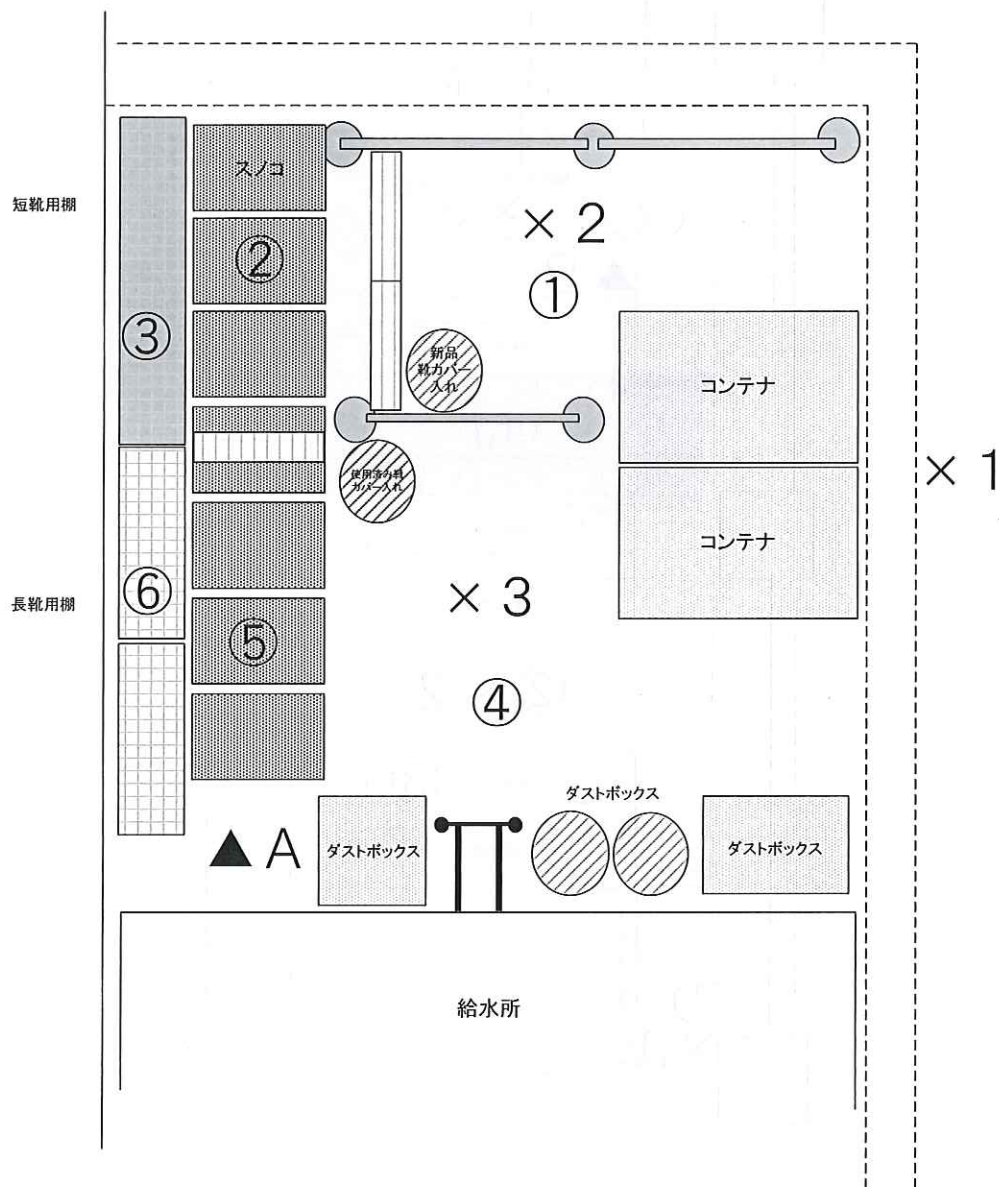 スノコ
短靴用棚
× 2
②
①
③
新品
靴カバー
入れ
コンテナ
使用済み靴
カバー入れ
× 1
コンテナ
長靴用棚
⑥
× 3
⑤
④
ダストボックス
▲ A
ダストボックス
ダストボックス
給水所